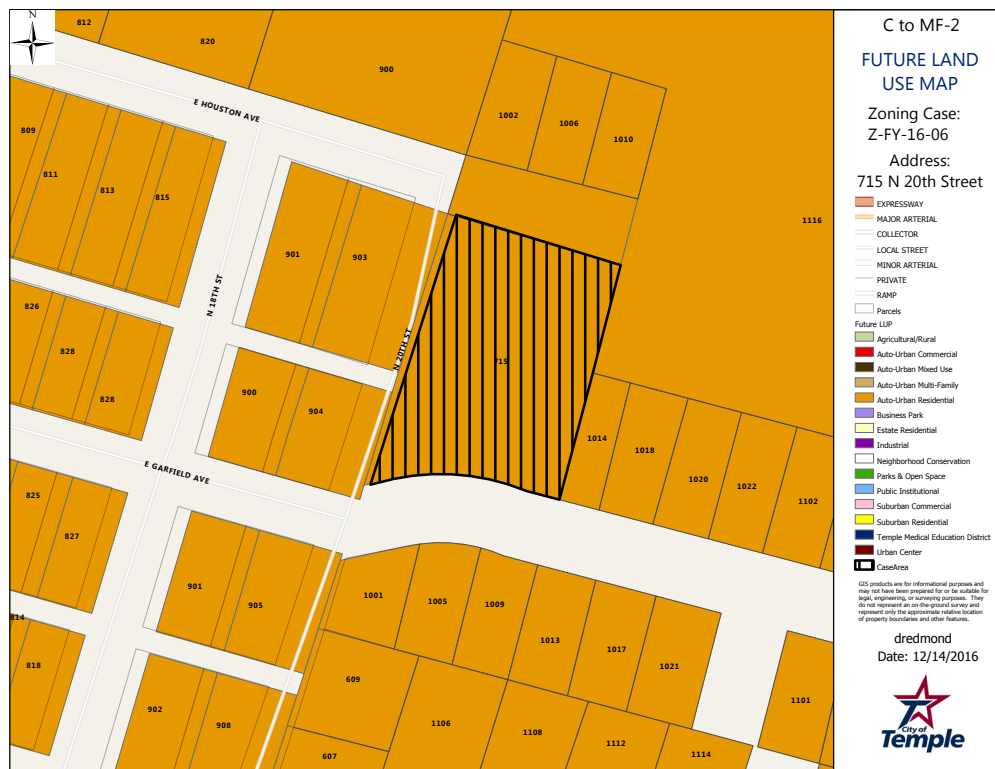 N
812
820
900
E HOUSTON AVE
1002
1006
1010
809
811
813
815
1116
901
903
N 18TH ST
826
828
828
N 20TH ST
715
900
904
1014
1018
1020
1022
1102
E GARFIELD AVE
825
827
901
905
1001
1005
1009
1013
1017
1021
814
818
609
902
908
1106
1108
1101
607
1112
1114
C to MF-2
FUTURE LAND
USE MAP
Zoning Case:
Z-FY-16-06
Address:
715 N 20th Street
EXPRESSWAY
MAJOR ARTERIAL
COLLECTOR
LOCAL STREET
MINOR ARTERIAL
PRIVATE
RAMP
Parcels
Future LUP
Agricultural/Rural
Auto-Urban Commercial
Auto-Urban Mixed Use
Auto-Urban Multi-Family
Auto-Urban Residential
Business Park
Estate Residential
Industrial
Neighborhood Conservation
Parks & Open Space
Public Institutional
Suburban Commercial
Suburban Residential
Temple Medical Education District
Urban Center
CaseArea
GIS products are for informational purposes and
may not have been prepared for or be suitable for
legal, engineering, or surveying purposes. They
do not represent an on-the-ground survey and
represent only the approximate relative location
of property boundaries and other features.
dredmond
Date: 12/14/2016
City of
Temple